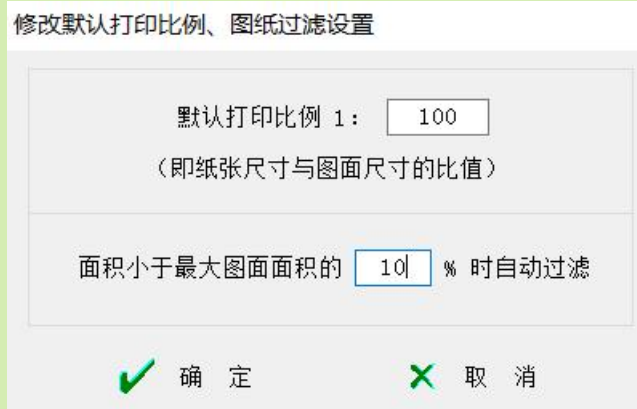 修改默认打印比例、图纸过滤设置
默认打印比例 1： 100
（即纸张尺寸与图面尺寸的比值）
面积小于最大图面面积的 10 % 时自动过滤
确 定 取 消